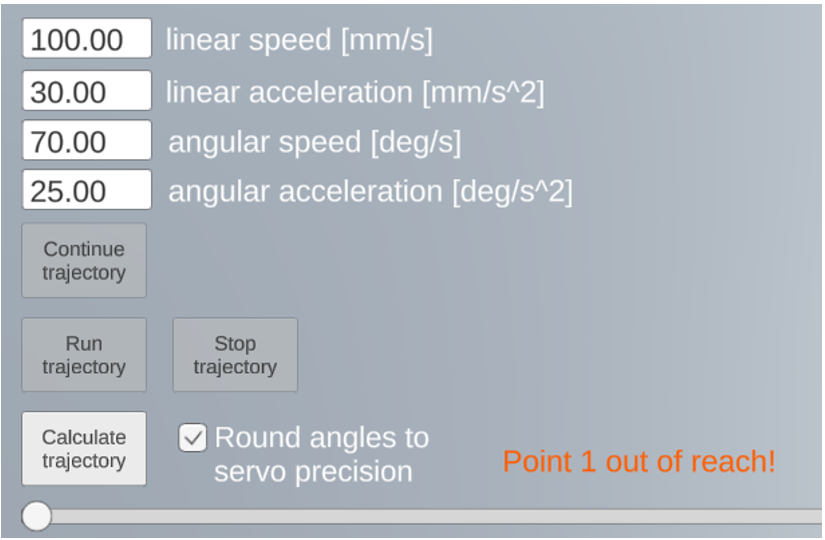 100.00 linear speed [mm/s]
30.00 linear acceleration [mm/s^2]
70.00 angular speed [deg/s]
25.00 angular acceleration [deg/s^2]
Continue
trajectory
Run
trajectory
Stop
trajectory
Calculate
trajectory
Round angles to
servo precision
Point 1 out of reach!